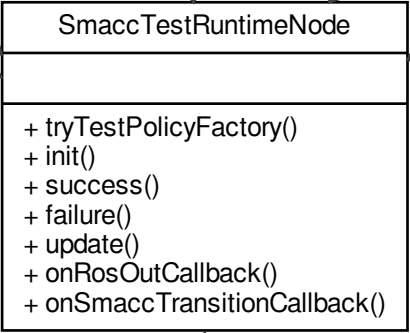 SmaccTestRuntimeNode
+ tryTestPolicyFactory()
+ init()
+ success()
+ failure()
+ update()
+ onRosOutCallback()
+ onSmaccTransitionCallback()